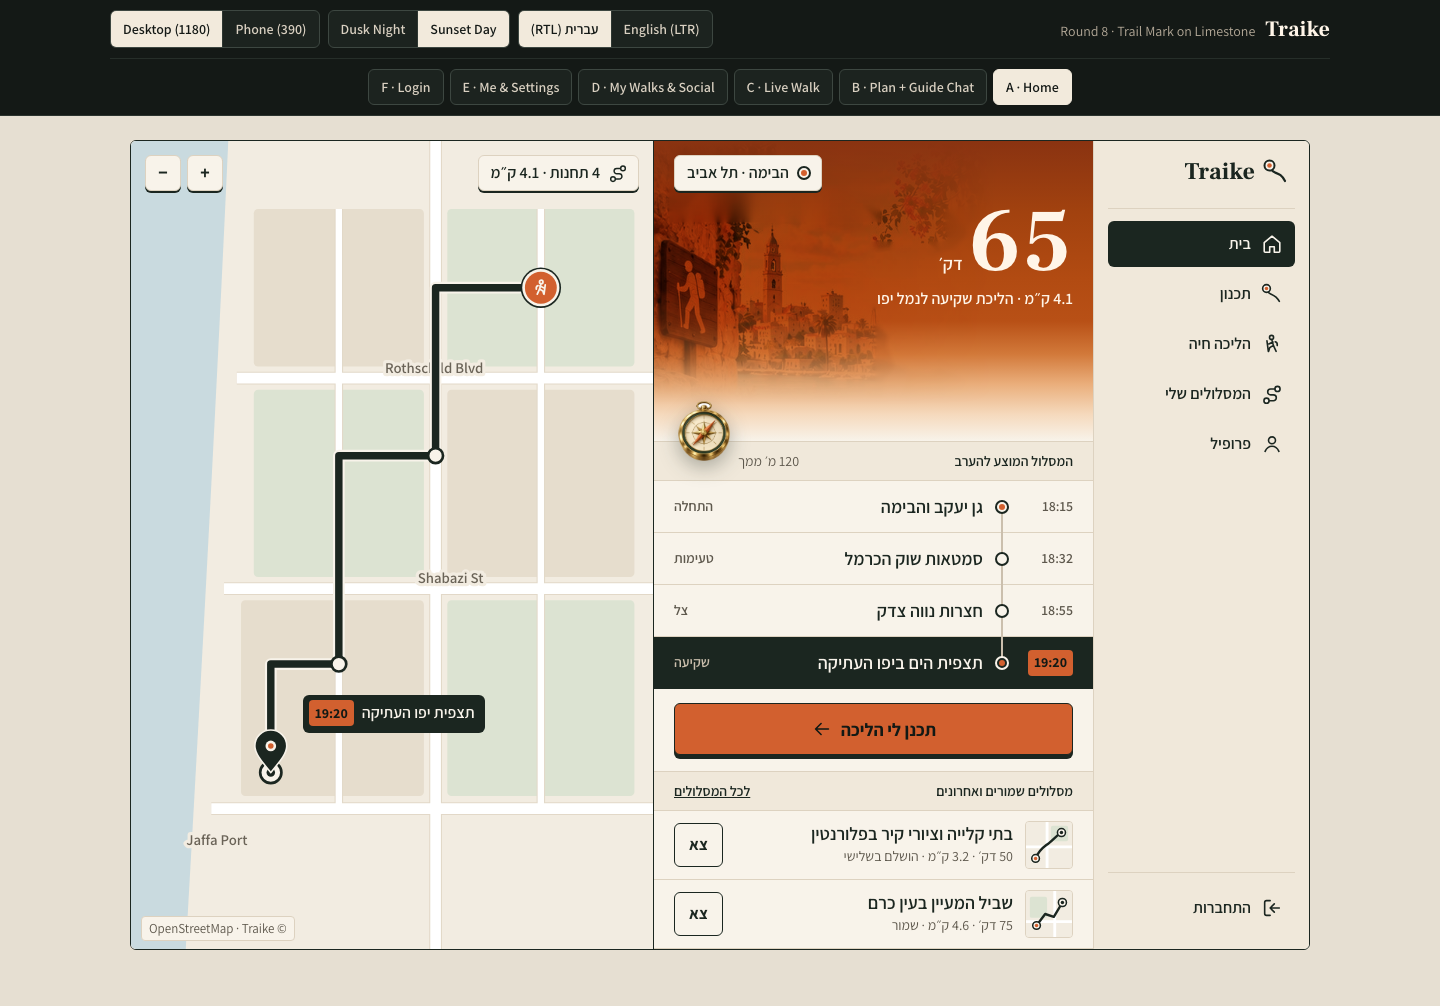 Traike
Round 8 · Trail Mark on Limestone
English (LTR)
עברית (RTL)
Sunset Day
Dusk Night
Phone (390)
Desktop (1180)
A · Home
B · Plan + Guide Chat
C · Live Walk
D · My Walks & Social
E · Me & Settings
F · Login
Traike
בית
תכנון
הליכה חיה
המסלולים שלי
פרופיל
התחברות
הבימה · תל אביב
65 דק׳
4.1 ק״מ · הליכת שקיעה לנמל יפו
המסלול המוצע להערב
120 מ׳ ממך
18:15 גן יעקב והבימה התחלה
18:32 סמטאות שוק הכרמל טעימות
18:55 חצרות נווה צדק צל
19:20 תצפית הים ביפו העתיקה שקיעה
תכנן לי הליכה ←
מסלולים שמורים ואחרונים
לכל המסלולים
בתי קלייה וציורי קיר בפלורנטין
50 דק׳ · 3.2 ק״מ · הושלם בשלישי
צא
שביל המעיין בעין כרם
75 דק׳ · 4.6 ק״מ · שמור
צא
4 תחנות · 4.1 ק״מ
+
−
Rothschild Blvd
Shabazi St
תצפית יפו העתיקה 19:20
Jaffa Port
OpenStreetMap · Traike ©